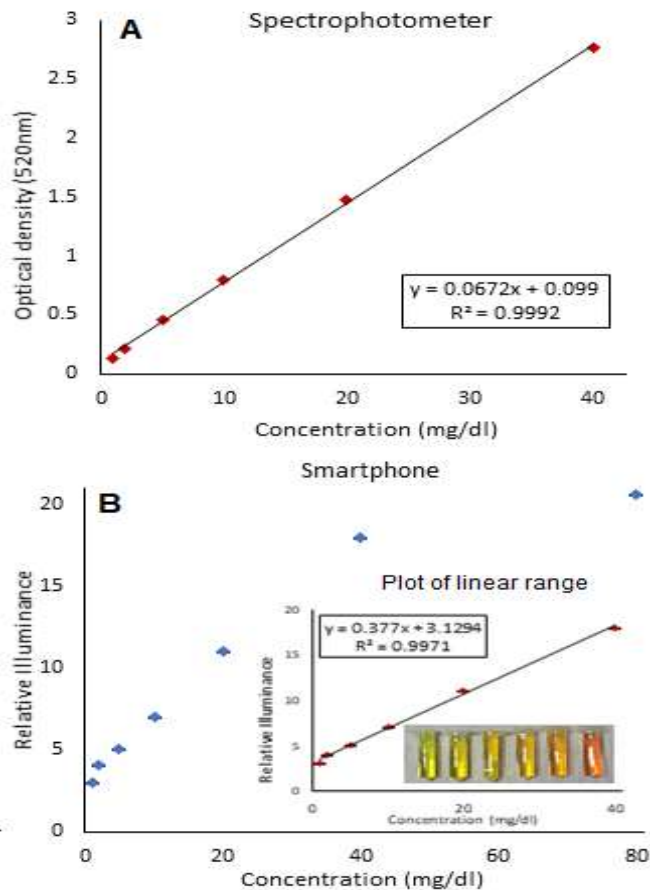 A
Spectrophotometer
3
2.5
2
1.5
1
0.5
0
Optical density (520nm)
y = 0.0672x + 0.099
R² = 0.9992
0 10 20 30 40
Concentration (mg/dl)
Smartphone
B
20
15
10
5
0
Relative Illuminance
Plot of linear range
20
15
10
5
0
Relative Illuminance
y = 0.377x + 3.1294
R² = 0.9971
0 20 40
Concentration (mg/dl)
0 20 40 60 80
Concentration (mg/dl)